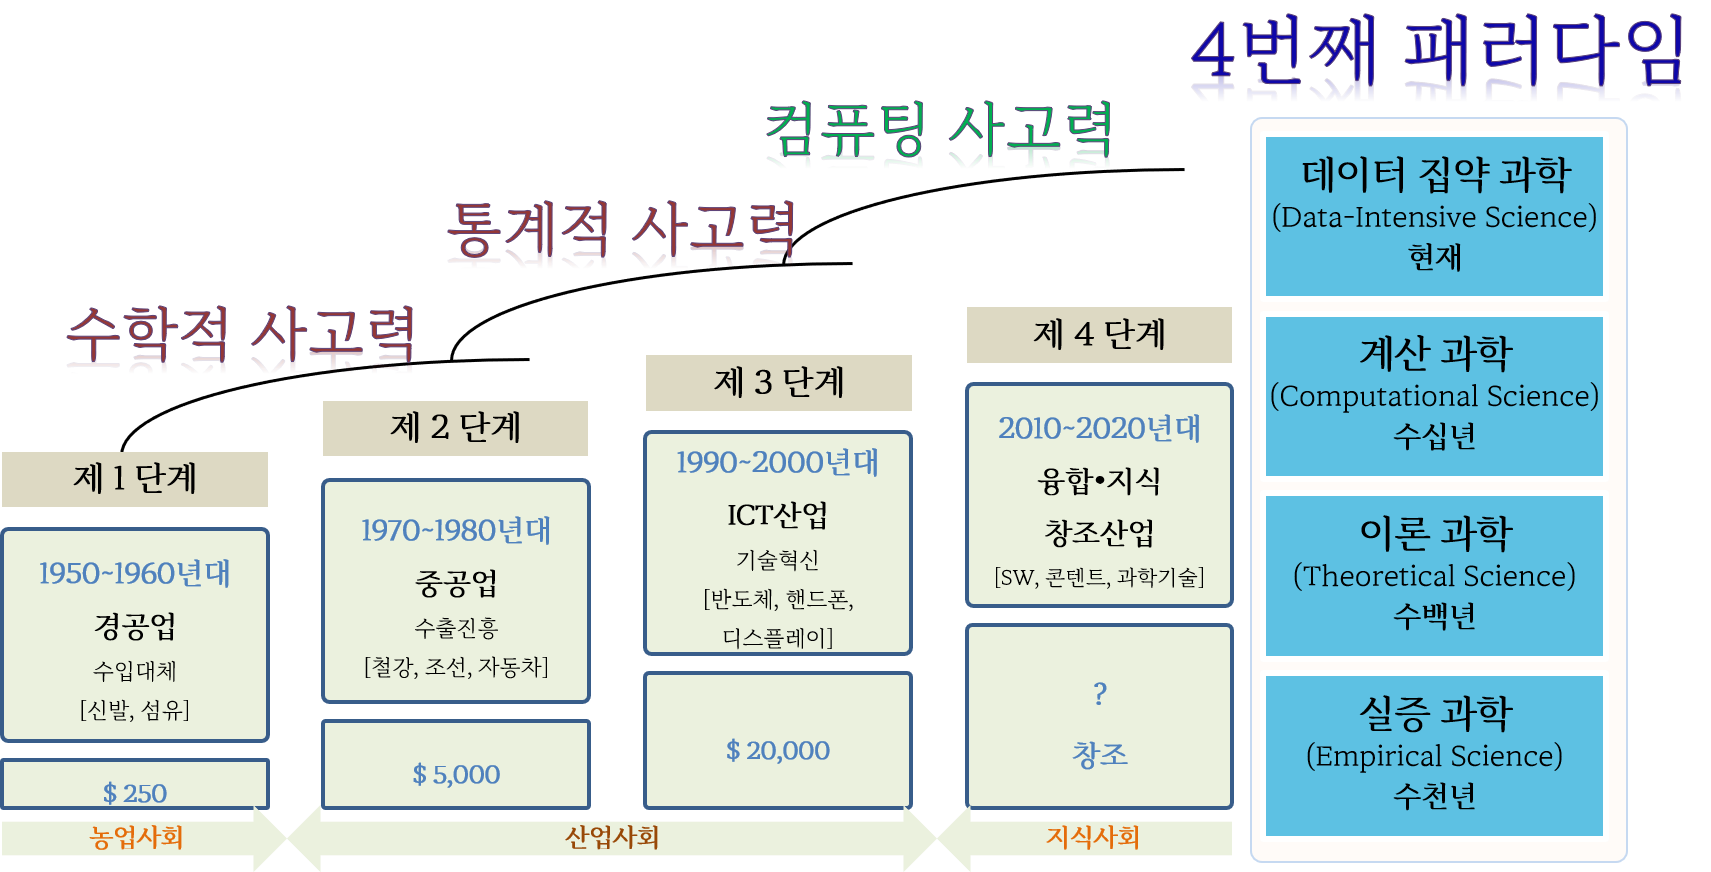 4번째 패러다임
컴퓨팅 사고력
통계적 사고력
수학적 사고력
제 1 단계
1950~1960년대
경공업
수입대체
[신발, 섬유]
$ 250
제 2 단계
1970~1980년대
중공업
수출진흥
[철강, 조선, 자동차]
$ 5,000
제 3 단계
1990~2000년대
ICT산업
기술혁신
[반도체, 핸드폰,
디스플레이]
$ 20,000
제 4 단계
2010~2020년대
융합•지식
창조산업
[SW, 콘텐트, 과학기술]
?
창조
농업사회
산업사회
지식사회
데이터 집약 과학
(Data-Intensive Science)
현재
계산 과학
(Computational Science)
수십년
이론 과학
(Theoretical Science)
수백년
실증 과학
(Empirical Science)
수천년